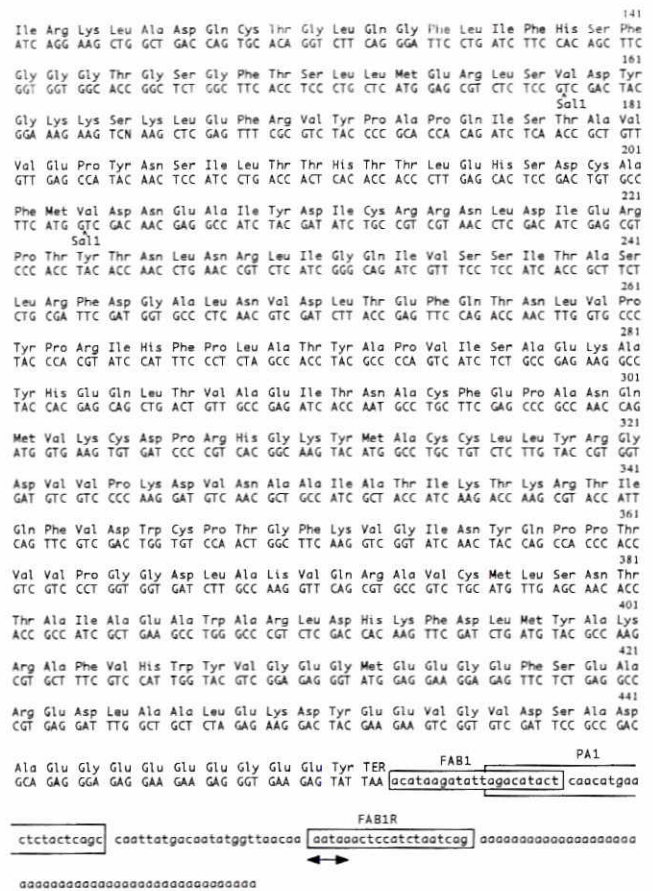 141
Ile Arg Lys Leu Ala Asp Gln Cys Thr Gly Leu Gln Gly Phe Leu Ile Phe His Ser Phe
ATC AGG AAG CTG GCT GAC CAG TGC ACA GGT CTT CAG GGA TTC CTG ATC TTC CAC AGC TTC
161
Gly Gly Gly Thr Gly Ser Gly Phe Thr Ser Leu Leu Met Glu Arg Leu Ser Val Asp Tyr
GGT GGT GGC ACC GGC TCT GGC TTC ACC TCC CTG CTC ATG GAG CGT CTC TCC GTC GAC TAC
Sal1
181
Gly Lys Lys Ser Lys Leu Glu Phe Arg Val Tyr Pro Ala Pro Gln Ile Ser Thr Ala Val
GGA AAG AAG TCN AAG CTC GAG TTT CGC GTC TAC CCC GCA CCA CAG ATC TCA ACC GCT GTT
201
Val Glu Pro Tyr Asn Ser Ile Leu Thr Thr His Thr Thr Leu Glu His Ser Asp Cys Ala
GTT GAG CCA TAC AAC TCC ATC CTG ACC ACT CAC ACC ACC CTT GAG CAC TCC GAC TGT GCC
221
Phe Met Val Asp Asn Glu Ala Ile Tyr Asp Ile Cys Arg Arg Asn Leu Asp Ile Glu Arg
TTC ATG GTC GAC AAC GAG GCC ATC TAC GAT ATC TGC CGT CGT AAC CTC GAC ATC GAG CGT
Sal1
241
Pro Thr Tyr Thr Asn Leu Asn Arg Leu Ile Gly Gln Ile Val Ser Ser Ile Thr Ala Ser
CCC ACC TAC ACC AAC CTG AAC CGT CTC ATC GGG CAG ATC GTT TCC TCC ATC ACC GCT TCT
261
Leu Arg Phe Asp Gly Ala Leu Asn Val Asp Leu Thr Glu Phe Gln Thr Asn Leu Val Pro
CTG CGA TTC GAT GGT GCC CTC AAC GTC GAT CTT ACC GAG TTC CAG ACC AAC TTG GTG CCC
281
Tyr Pro Arg Ile His Phe Pro Leu Ala Thr Tyr Ala Pro Val Ile Ser Ala Glu Lys Ala
TAC CCA CGT ATC CAT TTC CCT CTA GCC ACC TAC GCC CCA GTC ATC TCT GCC GAG AAG GCC
301
Tyr His Glu Gln Leu Thr Val Ala Glu Ile Thr Asn Ala Cys Phe Glu Pro Ala Asn Gln
TAC CAC GAG CAG CTG ACT GTT GCC GAG ATC ACC AAT GCC TGC TTC GAG CCC GCC AAC CAG
321
Met Val Lys Cys Asp Pro Arg His Gly Lys Tyr Met Ala Cys Cys Leu Leu Tyr Arg Gly
ATG GTG AAG TGT GAT CCC CGT CAC GGC AAG TAC ATG GCC TGC TGT CTC TTG TAC CGT GGT
341
Asp Val Val Pro Lys Asp Val Asn Ala Ala Ile Ala Thr Ile Lys Thr Lys Arg Thr Ile
GAT GTC GTC CCC AAG GAT GTC AAC GCT GCC ATC GCT ACC ATC AAG ACC AAG CGT ACC ATT
361
Gln Phe Val Asp Trp Cys Pro Thr Gly Phe Lys Val Gly Ile Asn Tyr Gln Pro Pro Thr
CAG TTC GTC GAC TGG TGT CCA ACT GGC TTC AAG GTC GGT ATC AAC TAC CAG CCA CCC ACC
381
Val Val Pro Gly Gly Asp Leu Ala Lis Val Gln Arg Ala Val Cys Met Leu Ser Asn Thr
GTC GTC CCT GGT GGT GAT CTT GCC AAG GTT CAG CGT GCC GTC TGC ATG TTG AGC AAC ACC
401
Thr Ala Ile Ala Glu Ala Trp Ala Arg Leu Asp His Lys Phe Asp Leu Met Tyr Ala Lys
ACC GCC ATC GCT GAA GCC TGG GCC CGT CTC GAC CAC AAG TTC GAT CTG ATG TAC GCC AAG
421
Arg Ala Phe Val His Trp Tyr Val Gly Glu Gly Met Glu Glu Gly Glu Phe Ser Glu Ala
CGT GCT TTC GTC CAT TGG TAC GTC GGA GAG GGT ATG GAG GAA GGA GAG TTC TCT GAG GCC
441
Arg Glu Asp Leu Ala Ala Leu Glu Lys Asp Tyr Glu Glu Val Gly Val Asp Ser Ala Asp
CGT GAG GAT TTG GCT GCT CTA GAG AAG GAC TAC GAA GAA GTC GGT GTC GAT TCC GCC GAC
FAB1 PA1
Ala Glu Gly Glu Glu Glu Glu Gly Glu Glu Tyr TER
GCA GAG GGA GAG GAA GAA GAG GGT GAA GAG TAT TAA acataagatattagacatact caacatgaa
FAB1R
ctctactcagc caattatgacaatatggttaacaa aataaactccatctaatcag aaaaaaaaaaaaaaaaaaaa
aaaaaaaaaaaaaaaaaaaaaaaaaaaaaa